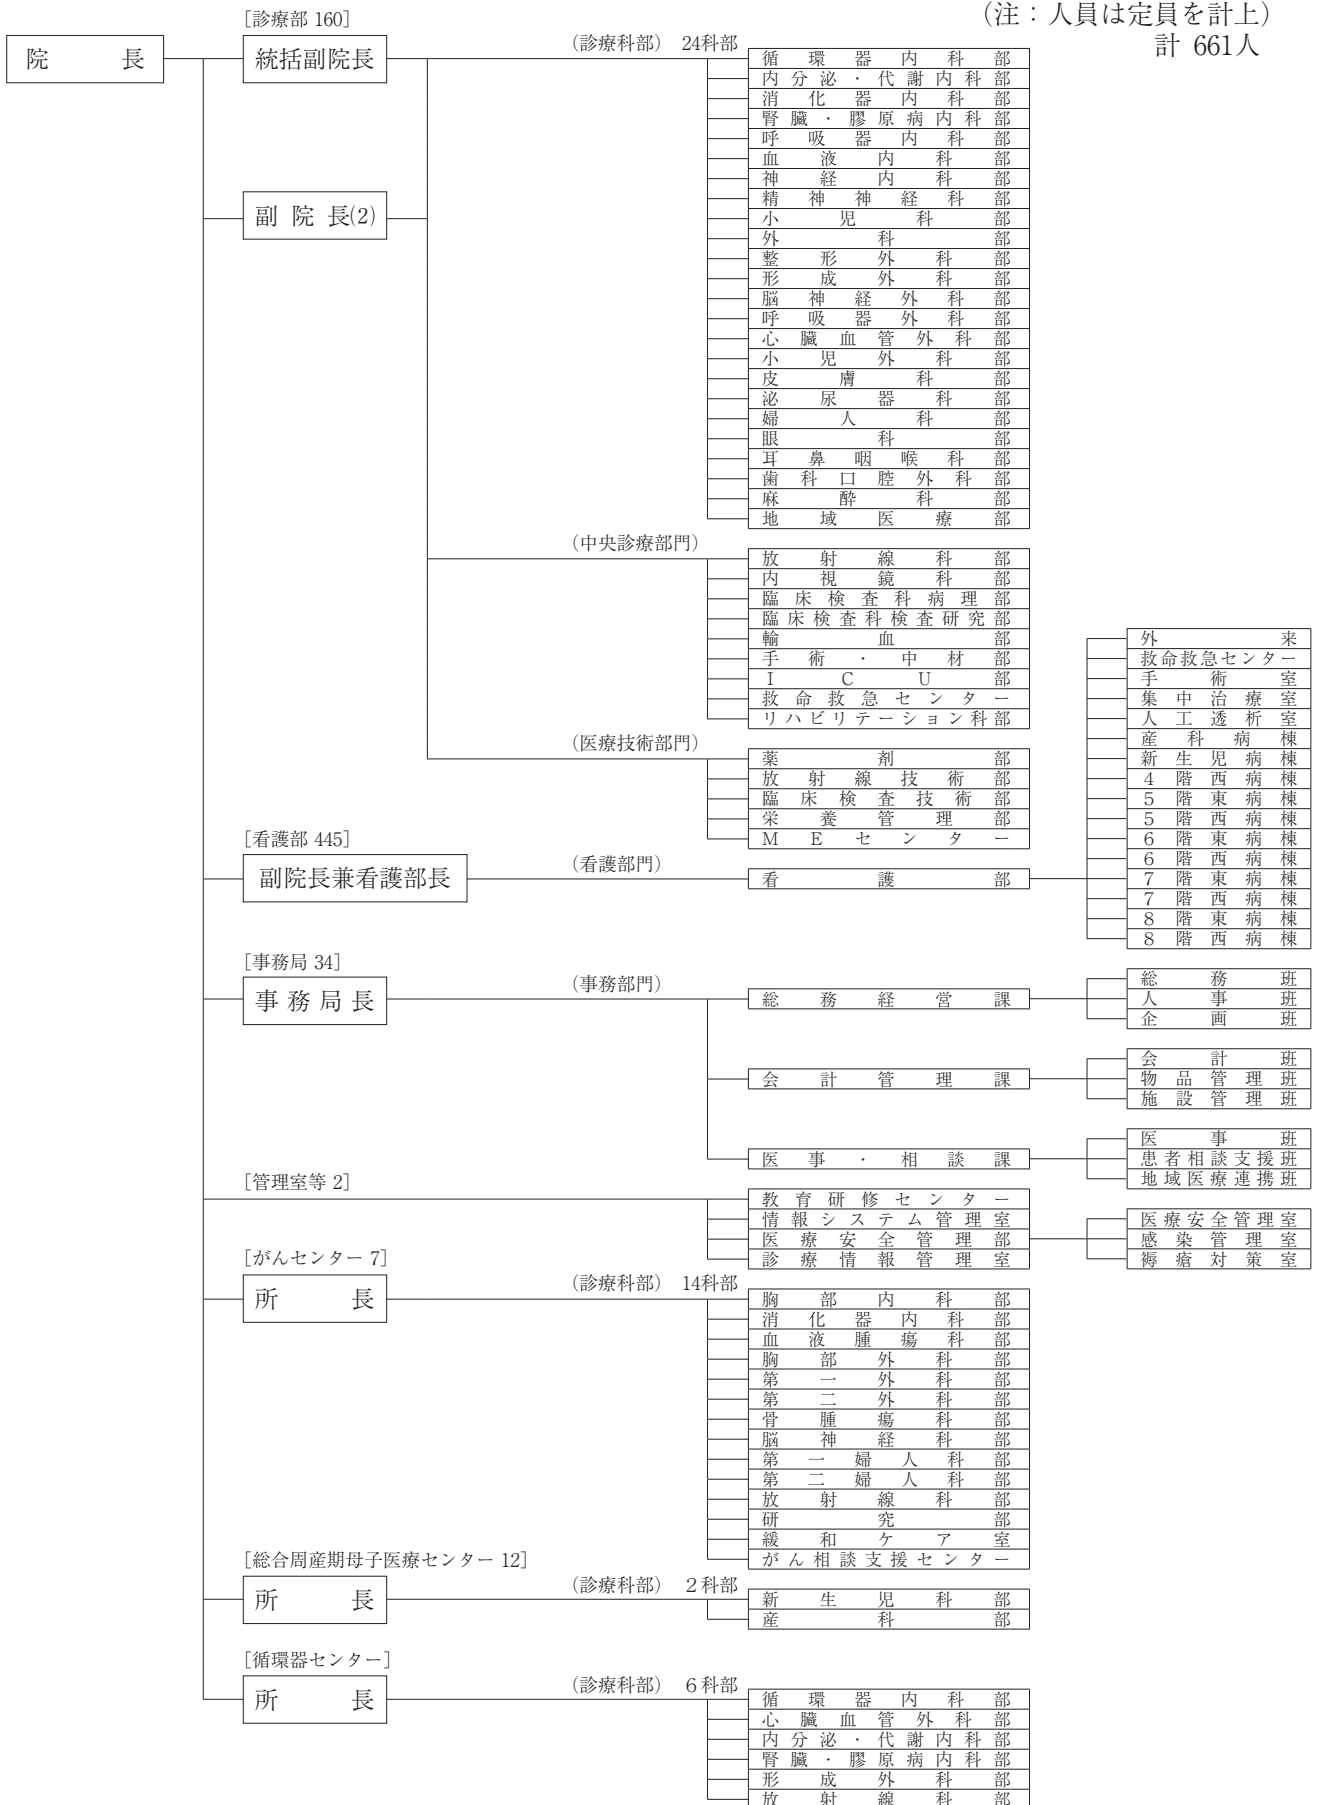 （注：人員は定員を計上）
計 661人
[診療部 160]
院長
統括副院長
副院長(2)
（診療科部） 24科部
循環器内科部
内分泌・代謝内科部
消化器内科部
腎臓・膠原病内科部
呼吸器内科部
血液内科部
神経内科部
精神神経科部
小児科部
外科部
整形外科部
形成外科部
脳神経外科部
呼吸器外科部
心臓血管外科部
小児外科部
皮膚科部
泌尿器科部
婦人科部
眼科部
耳鼻咽喉科部
歯科口腔外科部
麻酔科部
地域医療部
（中央診療部門）
放射線科部
内視鏡科部
臨床検査科病理部
臨床検査科検査研究部
輸血部
手術・中材部
ICU部
救命救急センター
リハビリテーション科部
（医療技術部門）
薬剤部
放射線技術部
臨床検査技術部
栄養管理部
MEセンター
[看護部 445]
副院長兼看護部長
（看護部門）
看護部
外来
救命救急センター
手術室
集中治療室
人工透析室
産科病棟
新生児病棟
4階西病棟
5階東病棟
5階西病棟
6階東病棟
6階西病棟
7階東病棟
7階西病棟
8階東病棟
8階西病棟
[事務局 34]
事務局長
（事務部門）
総務経営課
総務班
人事班
企画班
会計管理課
会計班
物品管理班
施設管理班
医事・相談課
医事班
患者相談支援班
地域医療連携班
[管理室等 2]
教育研修センター
情報システム管理室
医療安全管理部
診療情報管理室
医療安全管理室
感染管理室
褥瘡対策室
[がんセンター 7]
所長
（診療科部） 14科部
胸部内科部
消化器内科部
血液腫瘍科部
胸部外科部
第一外科部
第二外科部
骨腫瘍科部
脳神経科部
第一婦人科部
第二婦人科部
放射線科部
研究部
緩和ケア室
がん相談支援センター
[総合周産期母子医療センター 12]
所長
（診療科部） 2科部
新生児科部
産科部
[循環器センター]
所長
（診療科部） 6科部
循環器内科部
心臓血管外科部
内分泌・代謝内科部
腎臓・膠原病内科部
形成外科部
放射線科部